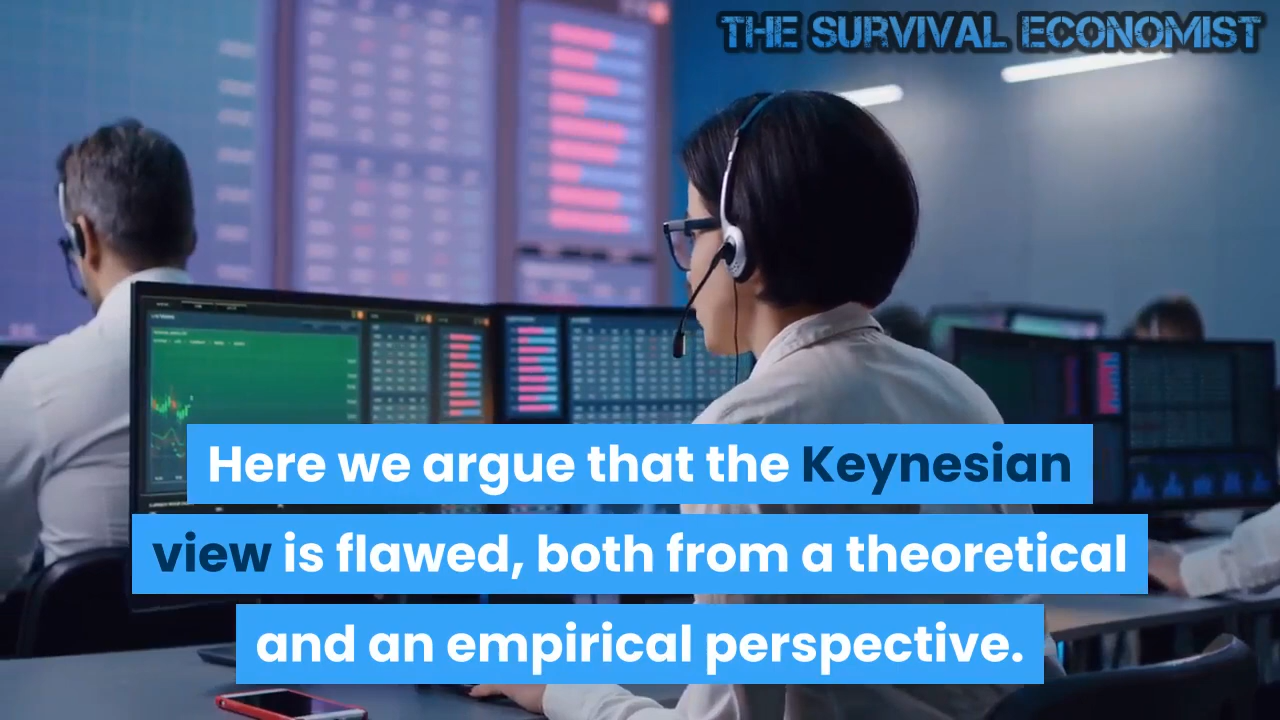 THE SURVIVAL ECONOMIST
Here we argue that the Keynesian
view is flawed, both from a theoretical
and an empirical perspective.